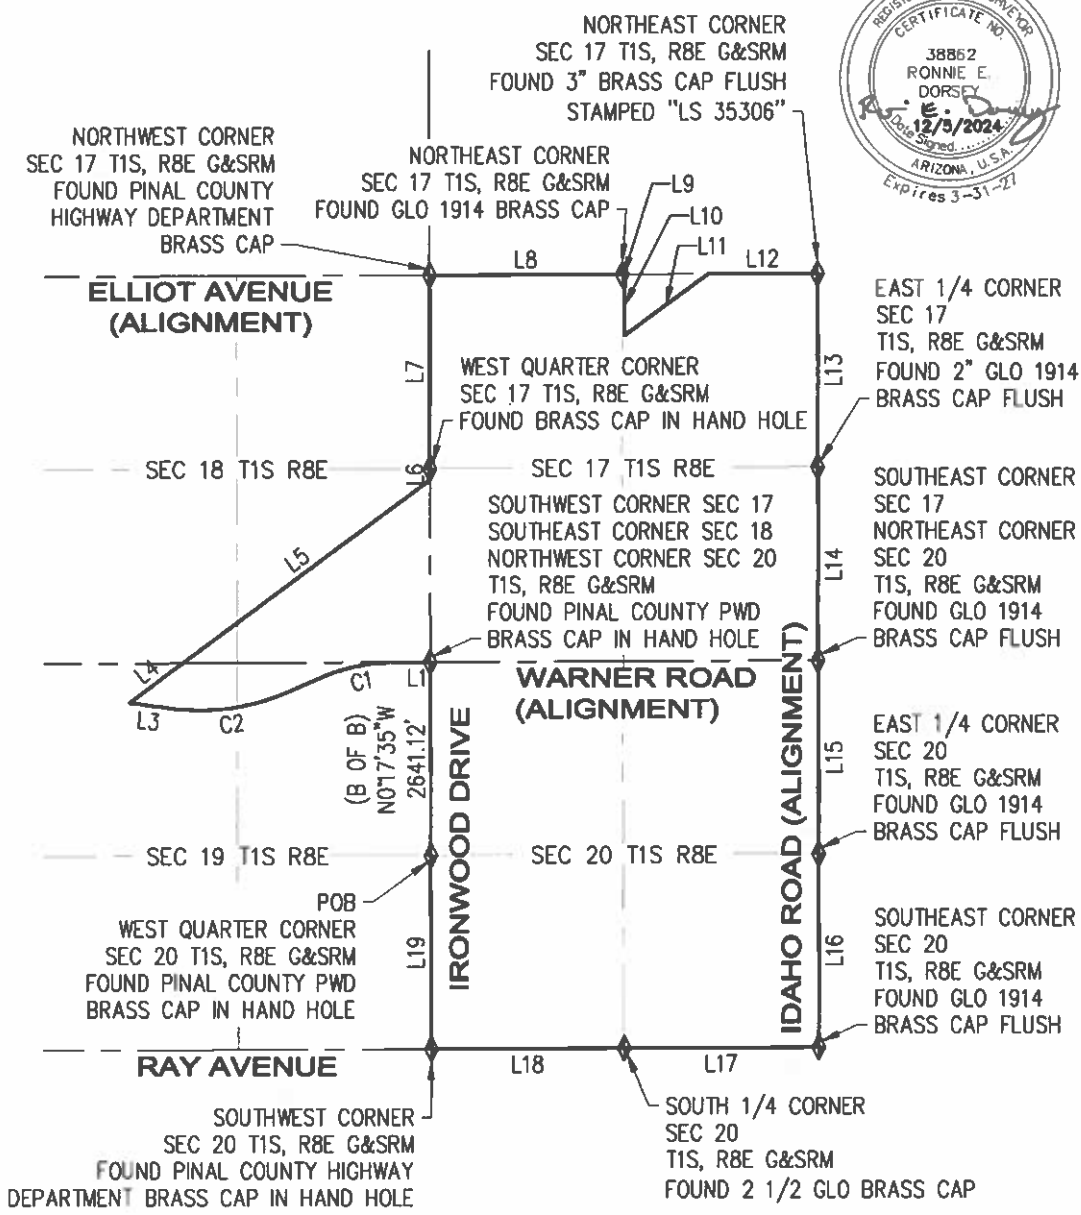 NORTHEAST CORNER
SEC 17 T1S, R8E G&SRM
FOUND 3" BRASS CAP FLUSH
STAMPED "LS 35306"
CERTIFICATE NO.
38862
RONNIE E.
DORSEY
12/5/2024
Date Signed
ARIZONA, U.S.A.
Expires 3-31-27
NORTHWEST CORNER
SEC 17 T1S, R8E G&SRM
FOUND PINAL COUNTY
HIGHWAY DEPARTMENT
BRASS CAP
NORTHEAST CORNER
SEC 17 T1S, R8E G&SRM
FOUND GLO 1914 BRASS CAP
L9
L10
L11
L8
L12
ELLIOT AVENUE
(ALIGNMENT)
EAST 1/4 CORNER
SEC 17
T1S, R8E G&SRM
FOUND 2" GLO 1914
BRASS CAP FLUSH
L7
L13
WEST QUARTER CORNER
SEC 17 T1S, R8E G&SRM
FOUND BRASS CAP IN HAND HOLE
SEC 18 T1S R8E
L6
SEC 17 T1S R8E
SOUTHWEST CORNER SEC 17
SOUTHEAST CORNER SEC 18
NORTHWEST CORNER SEC 20
T1S, R8E G&SRM
FOUND PINAL COUNTY PWD
BRASS CAP IN HAND HOLE
SOUTHEAST CORNER
SEC 17
NORTHEAST CORNER
SEC 20
T1S, R8E G&SRM
FOUND GLO 1914
BRASS CAP FLUSH
L5
L14
L4
L3
C2
C1
L1
WARNER ROAD
(ALIGNMENT)
(B OF B)
N0°17'35"W
2641.12'
IRONWOOD DRIVE
IDAHO ROAD (ALIGNMENT)
L15
EAST 1/4 CORNER
SEC 20
T1S, R8E G&SRM
FOUND GLO 1914
BRASS CAP FLUSH
SEC 19 T1S R8E
SEC 20 T1S R8E
POB
WEST QUARTER CORNER
SEC 20 T1S, R8E G&SRM
FOUND PINAL COUNTY PWD
BRASS CAP IN HAND HOLE
L19
L16
SOUTHEAST CORNER
SEC 20
T1S, R8E G&SRM
FOUND GLO 1914
BRASS CAP FLUSH
RAY AVENUE
L18
L17
SOUTHWEST CORNER
SEC 20 T1S, R8E G&SRM
FOUND PINAL COUNTY HIGHWAY
DEPARTMENT BRASS CAP IN HAND HOLE
SOUTH 1/4 CORNER
SEC 20
T1S, R8E G&SRM
FOUND 2 1/2 GLO BRASS CAP